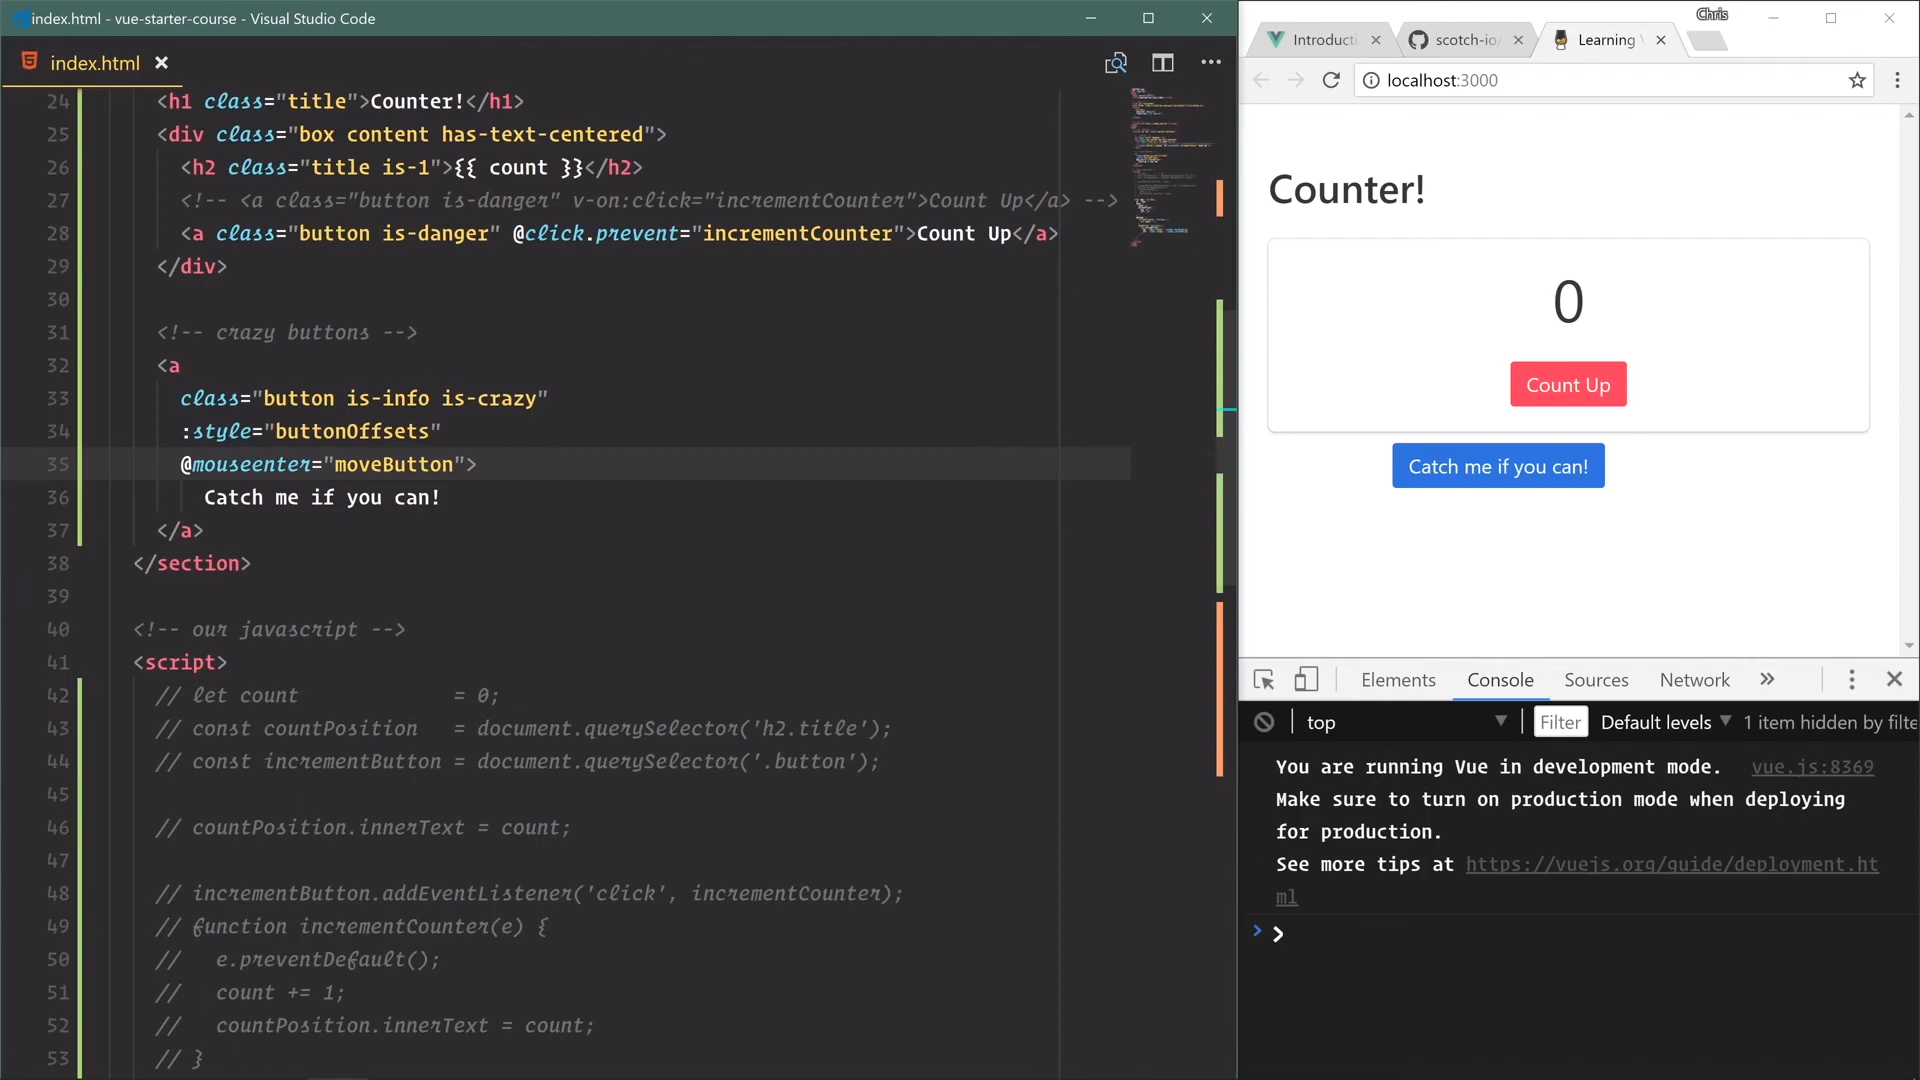 index.html - vue-starter-course - Visual Studio Code
index.html
24 <h1 class="title">Counter!</h1>
25 <div class="box content has-text-centered">
26 <h2 class="title is-1">{{ count }}</h2>
27 <!-- <a class="button is-danger" v-on:click="incrementCounter">Count Up</a> -->
28 <a class="button is-danger" @click.prevent="incrementCounter">Count Up</a>
29 </div>
30
31 <!-- crazy buttons -->
32 <a
33 class="button is-info is-crazy"
34 :style="buttonOffsets"
35 @mouseenter="moveButton">
36 Catch me if you can!
37 </a>
38 </section>
39
40 <!-- our javascript -->
41 <script>
42 // let count = 0;
43 // const countPosition = document.querySelector('h2.title');
44 // const incrementButton = document.querySelector('.button');
45
46 // countPosition.innerText = count;
47
48 // incrementButton.addEventListener('click', incrementCounter);
49 // function incrementCounter(e) {
50 // e.preventDefault();
51 // count += 1;
52 // countPosition.innerText = count;
53 // }
Chris
Introducti
scotch-io/
Learning V
localhost:3000
Counter!
0
Count Up
Catch me if you can!
Elements Console Sources Network
top Filter Default levels 1 item hidden by filte
You are running Vue in development mode. vue.js:8369
Make sure to turn on production mode when deploying
for production.
See more tips at https://vuejs.org/guide/deployment.ht
ml